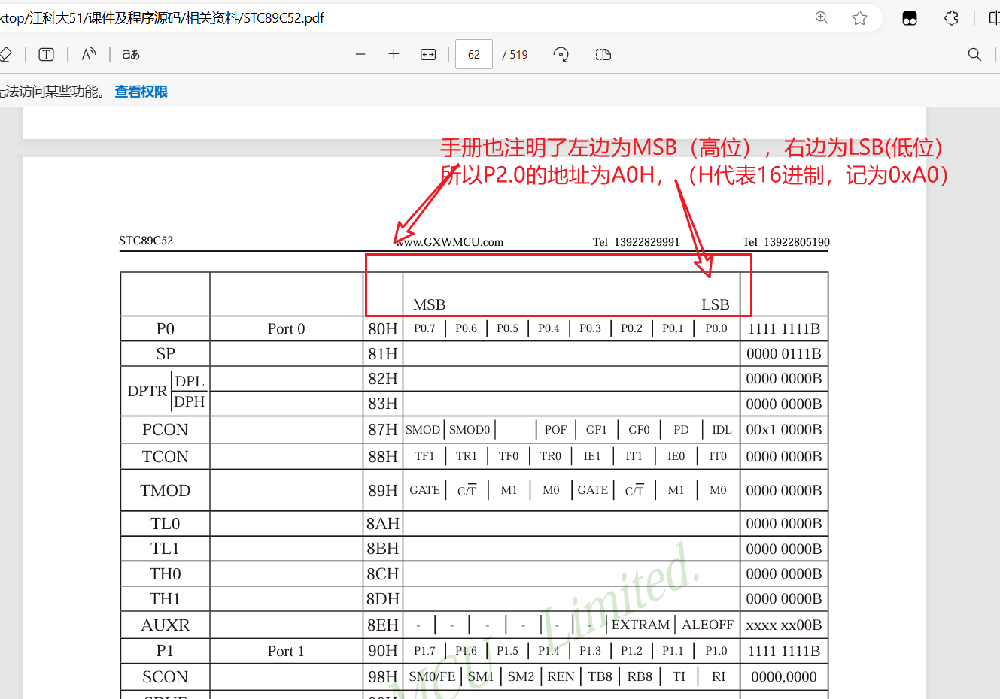 ktop/江科大51/课件及程序源码/相关资料/STC89C52.pdf
62 / 519
无法访问某些功能。 查看权限
手册也注明了左边为MSB（高位），右边为LSB(低位）
所以P2.0的地址为A0H，（H代表16进制，记为0xA0）
STC89C52 www.GXWMCU.com Tel 13922829991 Tel 13922805190
MSB LSB
P0 Port 0 80H P0.7 P0.6 P0.5 P0.4 P0.3 P0.2 P0.1 P0.0 1111 1111B
SP 81H 0000 0111B
DPTR DPL 82H 0000 0000B
DPH 83H 0000 0000B
PCON 87H SMOD SMOD0 - POF GF1 GF0 PD IDL 00x1 0000B
TCON 88H TF1 TR1 TF0 TR0 IE1 IT1 IE0 IT0 0000 0000B
TMOD 89H GATE C/T̅ M1 M0 GATE C/T̅ M1 M0 0000 0000B
TL0 8AH 0000 0000B
TL1 8BH 0000 0000B
TH0 8CH 0000 0000B
TH1 8DH 0000 0000B
AUXR 8EH - - - - - - EXTRAM ALEOFF xxxx xx00B
P1 Port 1 90H P1.7 P1.6 P1.5 P1.4 P1.3 P1.2 P1.1 P1.0 1111 1111B
SCON 98H SM0/FE SM1 SM2 REN TB8 RB8 TI RI 0000,0000
MCU Limited.